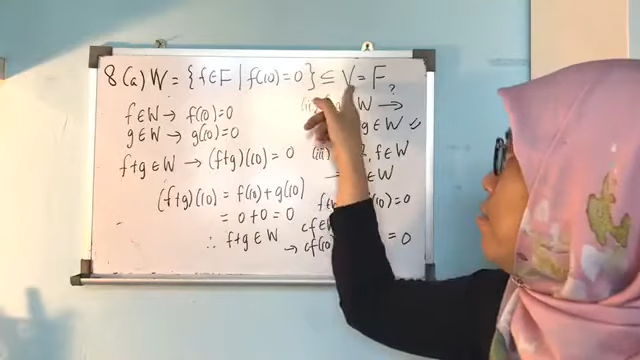 8 (a) W = { f ∈ F | f(10) = 0 } ≤ V = F ?
f ∈ W → f(10) = 0
g ∈ W → g(10) = 0
f+g ∈ W → (f+g)(10) = 0
(f+g)(10) = f(10) + g(10)
= 0 + 0 = 0
∴ f+g ∈ W
(ii) W →
g ∈ W ✓
(iii) , f ∈ W
→ ∈ W
) = 0
cf
→ cf(10 = 0